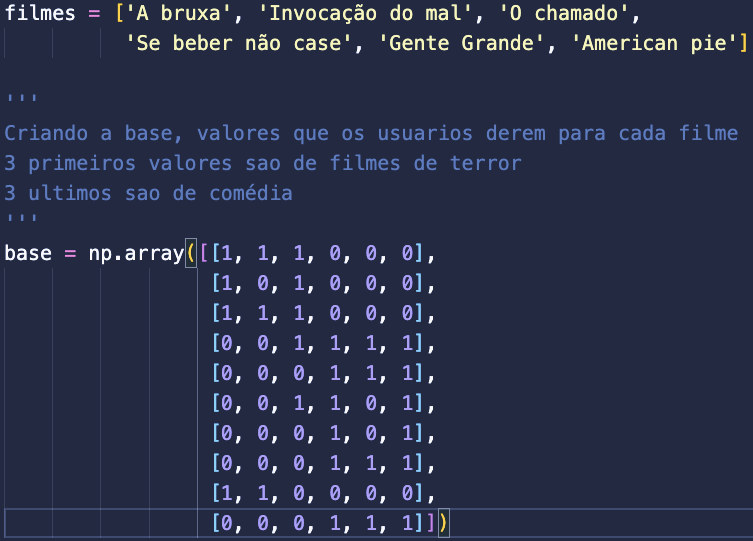 filmes = ['A bruxa', 'Invocação do mal', 'O chamado',
'Se beber não case', 'Gente Grande', 'American pie']
'''
Criando a base, valores que os usuarios derem para cada filme
3 primeiros valores sao de filmes de terror
3 ultimos sao de comédia
'''
base = np.array([[1, 1, 1, 0, 0, 0],
[1, 0, 1, 0, 0, 0],
[1, 1, 1, 0, 0, 0],
[0, 0, 1, 1, 1, 1],
[0, 0, 0, 1, 1, 1],
[0, 0, 1, 1, 0, 1],
[0, 0, 0, 1, 0, 1],
[0, 0, 0, 1, 1, 1],
[1, 1, 0, 0, 0, 0],
[0, 0, 0, 1, 1, 1]])